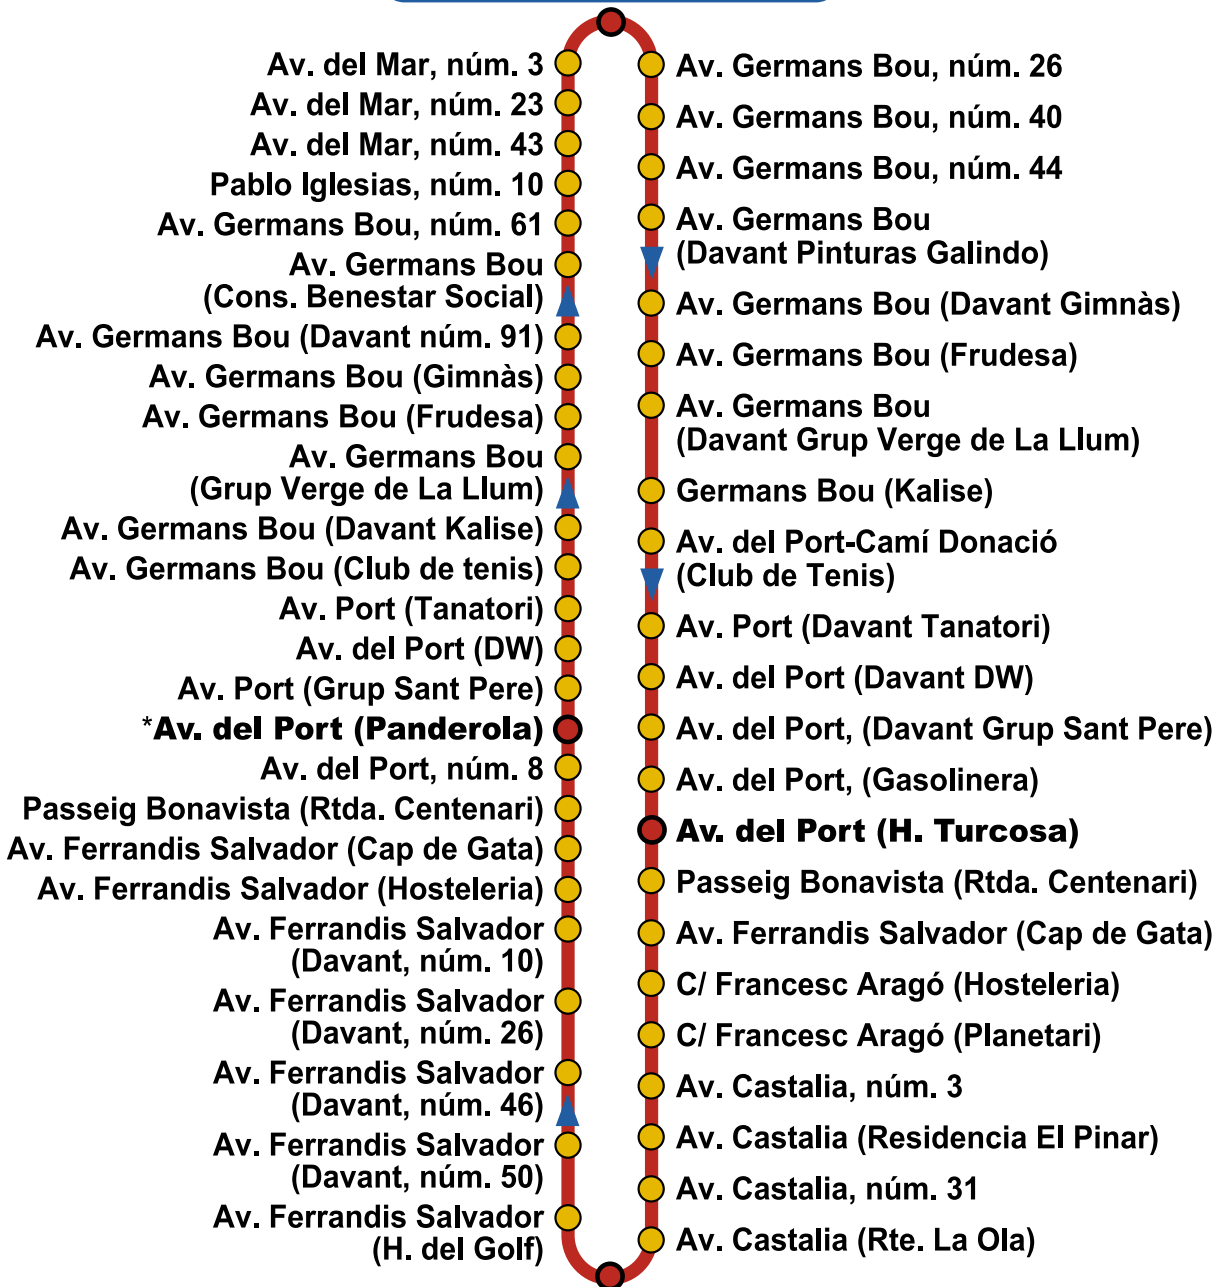 Av. del Mar, núm. 3
Av. del Mar, núm. 23
Av. del Mar, núm. 43
Pablo Iglesias, núm. 10
Av. Germans Bou, núm. 61
Av. Germans Bou
(Cons. Benestar Social)
Av. Germans Bou (Davant núm. 91)
Av. Germans Bou (Gimnàs)
Av. Germans Bou (Frudesa)
Av. Germans Bou
(Grup Verge de La Llum)
Av. Germans Bou (Davant Kalise)
Av. Germans Bou (Club de tenis)
Av. Port (Tanatori)
Av. del Port (DW)
Av. Port (Grup Sant Pere)
*Av. del Port (Panderola)
Av. del Port, núm. 8
Passeig Bonavista (Rtda. Centenari)
Av. Ferrandis Salvador (Cap de Gata)
Av. Ferrandis Salvador (Hosteleria)
Av. Ferrandis Salvador
(Davant, núm. 10)
Av. Ferrandis Salvador
(Davant, núm. 26)
Av. Ferrandis Salvador
(Davant, núm. 46)
Av. Ferrandis Salvador
(Davant, núm. 50)
Av. Ferrandis Salvador
(H. del Golf)
Av. Germans Bou, núm. 26
Av. Germans Bou, núm. 40
Av. Germans Bou, núm. 44
Av. Germans Bou
(Davant Pinturas Galindo)
Av. Germans Bou (Davant Gimnàs)
Av. Germans Bou (Frudesa)
Av. Germans Bou
(Davant Grup Verge de La Llum)
Germans Bou (Kalise)
Av. del Port-Camí Donació
(Club de Tenis)
Av. Port (Davant Tanatori)
Av. del Port (Davant DW)
Av. del Port, (Davant Grup Sant Pere)
Av. del Port, (Gasolinera)
Av. del Port (H. Turcosa)
Passeig Bonavista (Rtda. Centenari)
Av. Ferrandis Salvador (Cap de Gata)
C/ Francesc Aragó (Hosteleria)
C/ Francesc Aragó (Planetari)
Av. Castalia, núm. 3
Av. Castalia (Residencia El Pinar)
Av. Castalia, núm. 31
Av. Castalia (Rte. La Ola)